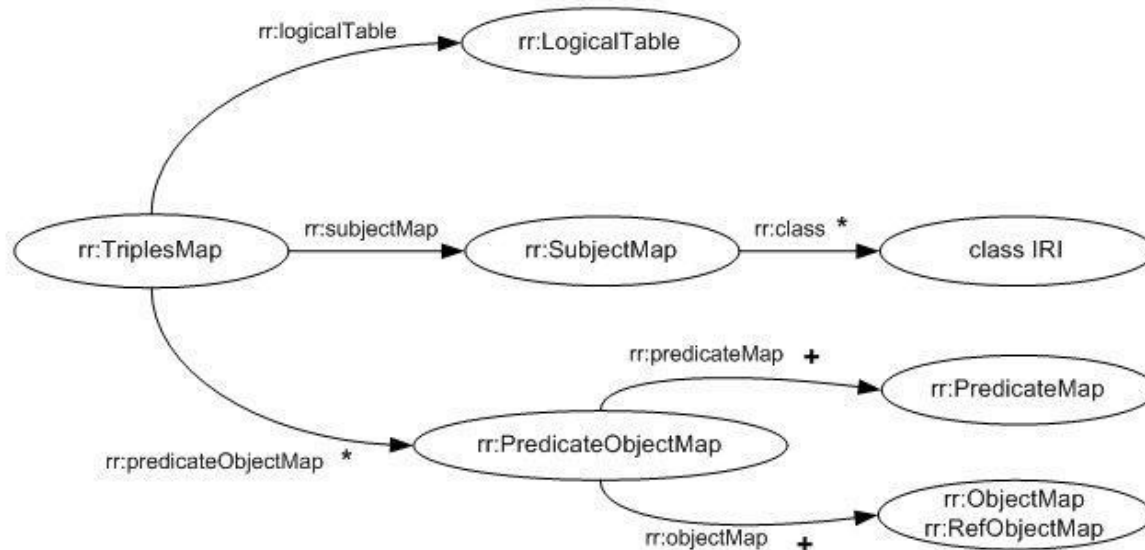 rr:logicalTable
rr:LogicalTable
rr:TriplesMap
rr:subjectMap
rr:SubjectMap
rr:class *
class IRI
rr:predicateMap +
rr:PredicateMap
rr:predicateObjectMap *
rr:PredicateObjectMap
rr:objectMap +
rr:ObjectMap
rr:RefObjectMap